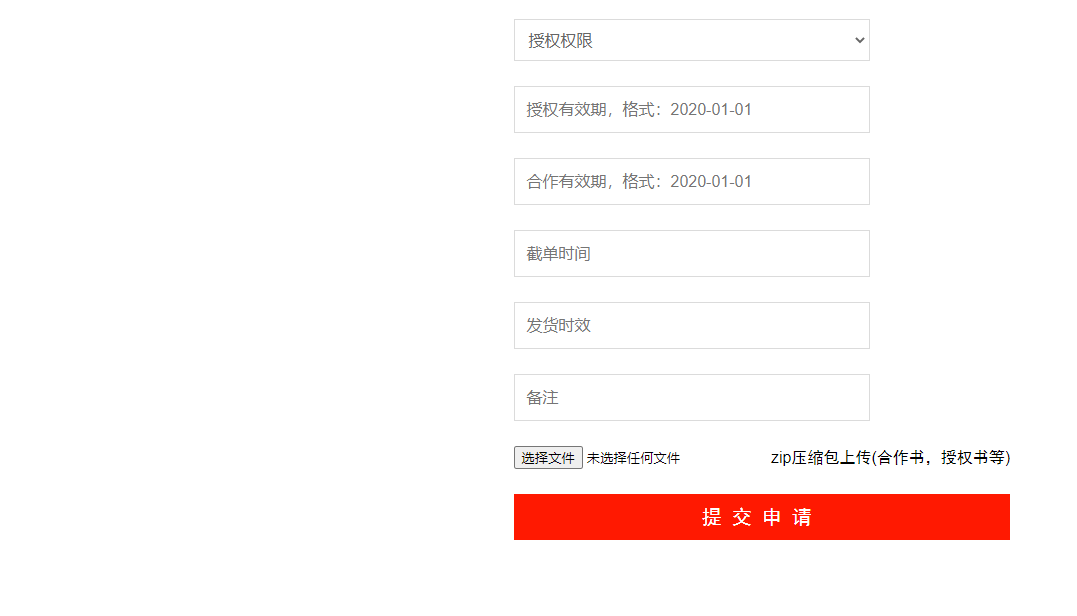 授权权限
授权有效期，格式：2020-01-01
合作有效期，格式：2020-01-01
截单时间
发货时效
备注
选择文件 未选择任何文件 zip压缩包上传(合作书，授权书等)
提 交 申 请